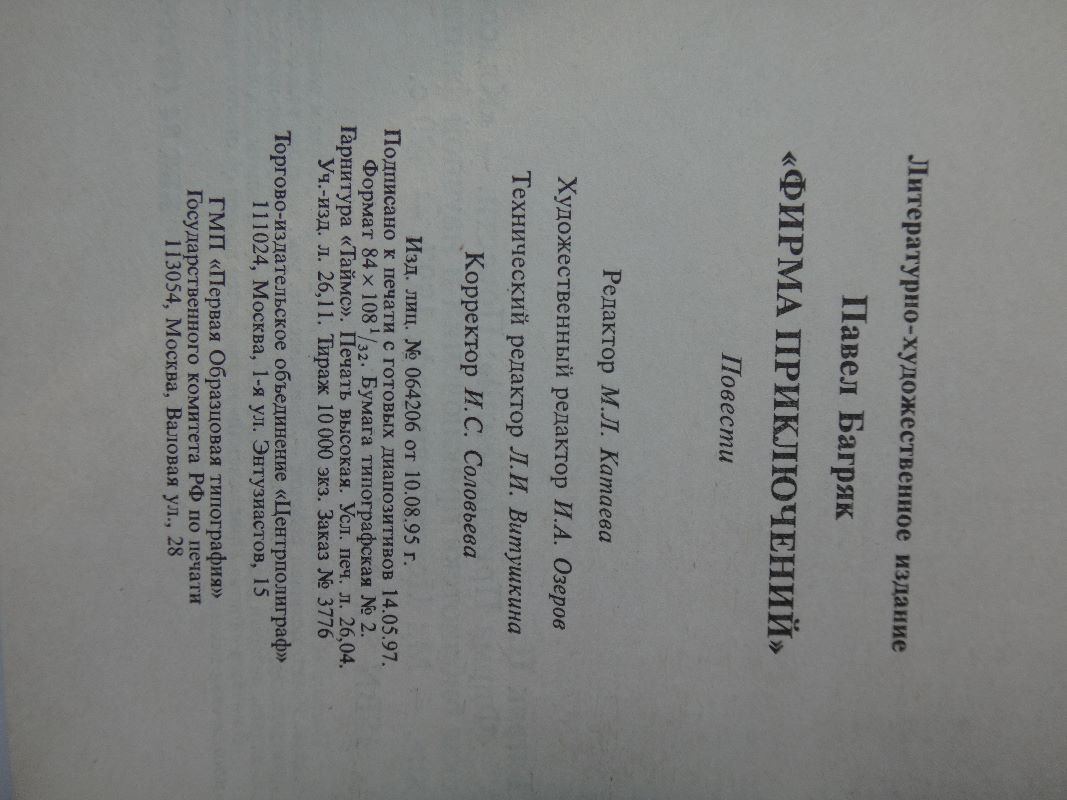 Литературно-художественное издание
Павел Багряк
«ФИРМА ПРИКЛЮЧЕНИЙ»
Повести
Редактор М.Л. Катаева
Художественный редактор И.А. Озеров
Технический редактор Л.И. Витушкина
Корректор И.С. Соловьева
Изд. лиц. № 064206 от 10.08.95 г.
Подписано к печати с готовых диапозитивов 14.05.97.
Формат 84 × 108 1/32. Бумага типографская № 2.
Гарнитура «Таймс». Печать высокая. Усл. печ. л. 26,04.
Уч.-изд. л. 26,11. Тираж 10 000 экз. Заказ № 3776
Торгово-издательское объединение «Центрполиграф»
111024, Москва, 1-я ул. Энтузиастов, 15
ГМП «Первая Образцовая типография»
Государственного комитета РФ по печати
113054, Москва, Валовая ул., 28